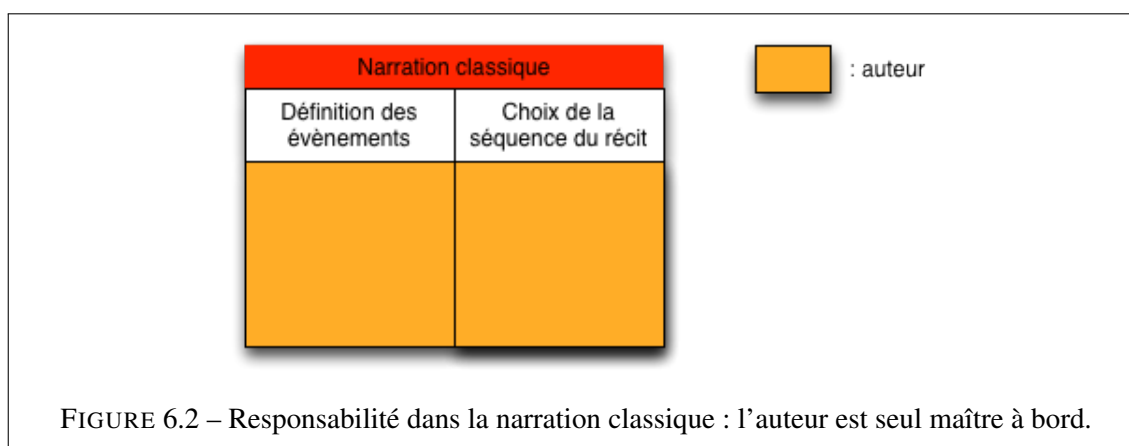 Narration classique
: auteur
Définition des
évènements
Choix de la
séquence du récit
FIGURE 6.2 – Responsabilité dans la narration classique : l'auteur est seul maître à bord.